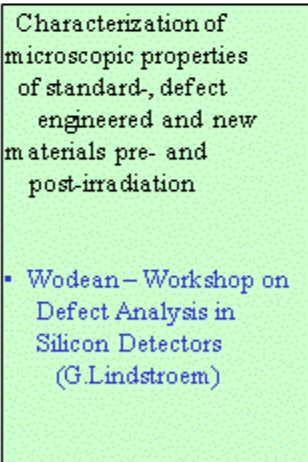 Characterization of
microscopic properties
of standard-, defect
engineered and new
materials pre- and
post-irradiation
▪ Wodean – Workshop on
Defect Analysis in
Silicon Detectors
(G.Lindstroem)